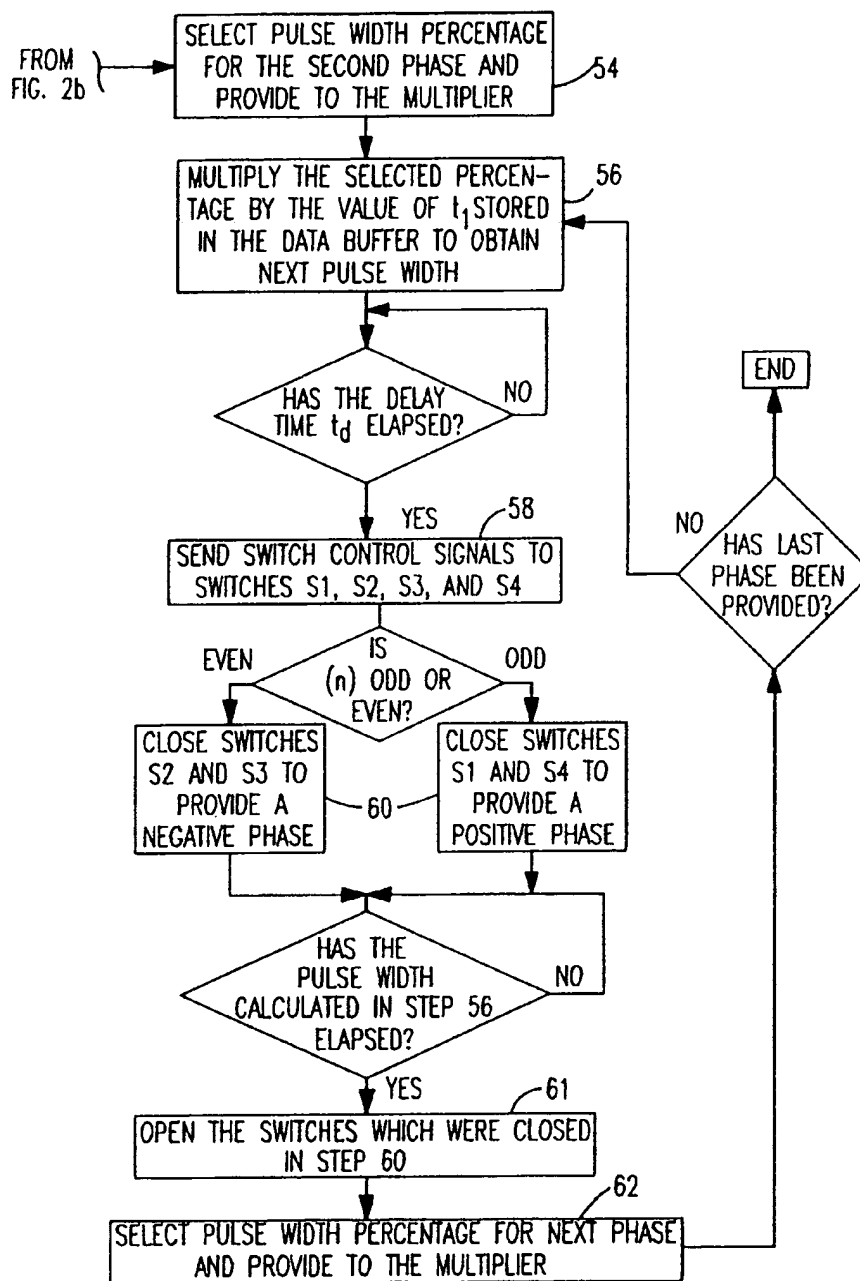 FROM
FIG. 2b
SELECT PULSE WIDTH PERCENTAGE
FOR THE SECOND PHASE AND
PROVIDE TO THE MULTIPLIER
54
MULTIPLY THE SELECTED PERCEN-
TAGE BY THE VALUE OF t1 STORED
IN THE DATA BUFFER TO OBTAIN
NEXT PULSE WIDTH
56
HAS THE DELAY
TIME td ELAPSED?
NO
YES
58
SEND SWITCH CONTROL SIGNALS TO
SWITCHES S1, S2, S3, AND S4
IS
(n) ODD OR
EVEN?
EVEN
ODD
CLOSE SWITCHES
S2 AND S3 TO
PROVIDE A
NEGATIVE PHASE
60
CLOSE SWITCHES
S1 AND S4 TO
PROVIDE A
POSITIVE PHASE
HAS THE
PULSE WIDTH
CALCULATED IN STEP 56
ELAPSED?
NO
YES
61
OPEN THE SWITCHES WHICH WERE CLOSED
IN STEP 60
62
SELECT PULSE WIDTH PERCENTAGE FOR NEXT PHASE
AND PROVIDE TO THE MULTIPLIER
HAS LAST
PHASE BEEN
PROVIDED?
NO
END